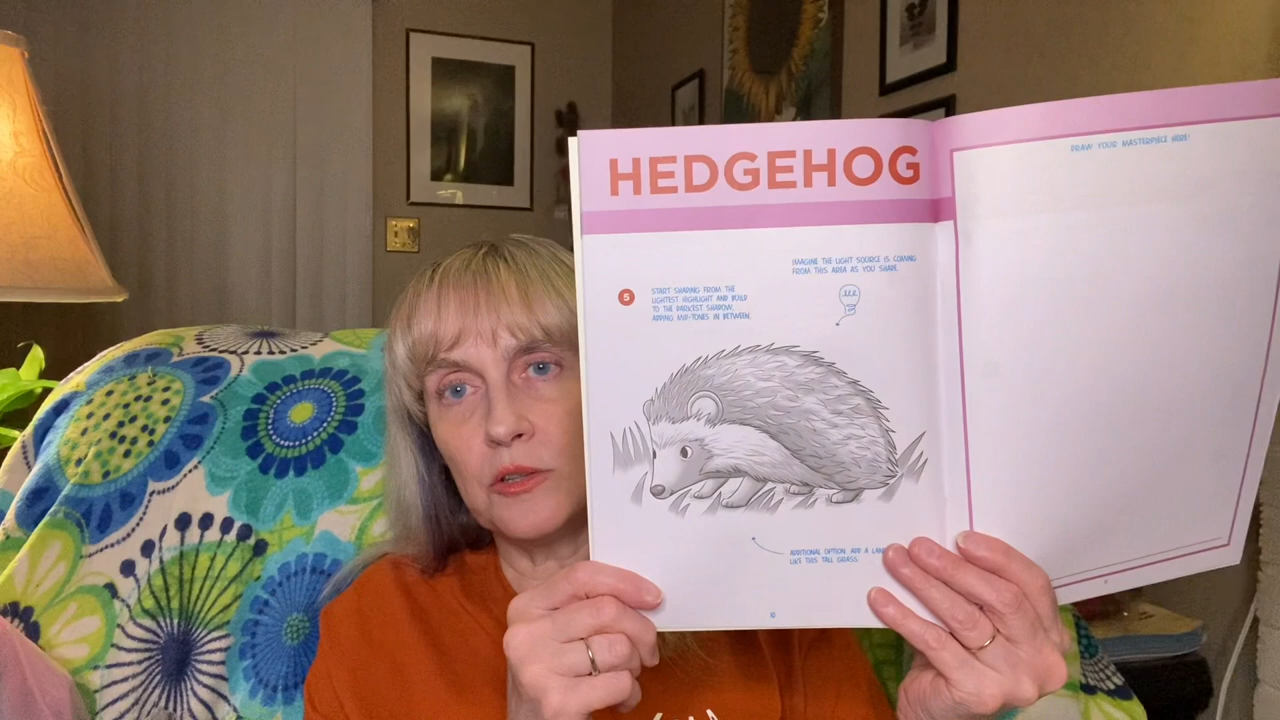 HEDGEHOG
DRAW YOUR MASTERPIECE HERE!
IMAGINE THE LIGHT SOURCE IS COMING
FROM THIS AREA AS YOU SHADE.
5
START SHADING FROM THE
LIGHTEST HIGHLIGHT AND BUILD
TO THE DARKEST SHADOW,
ADDING MID-TONES IN BETWEEN.
ADDITIONAL OPTION: ADD A
LIKE THIS TALL GRASS.
10